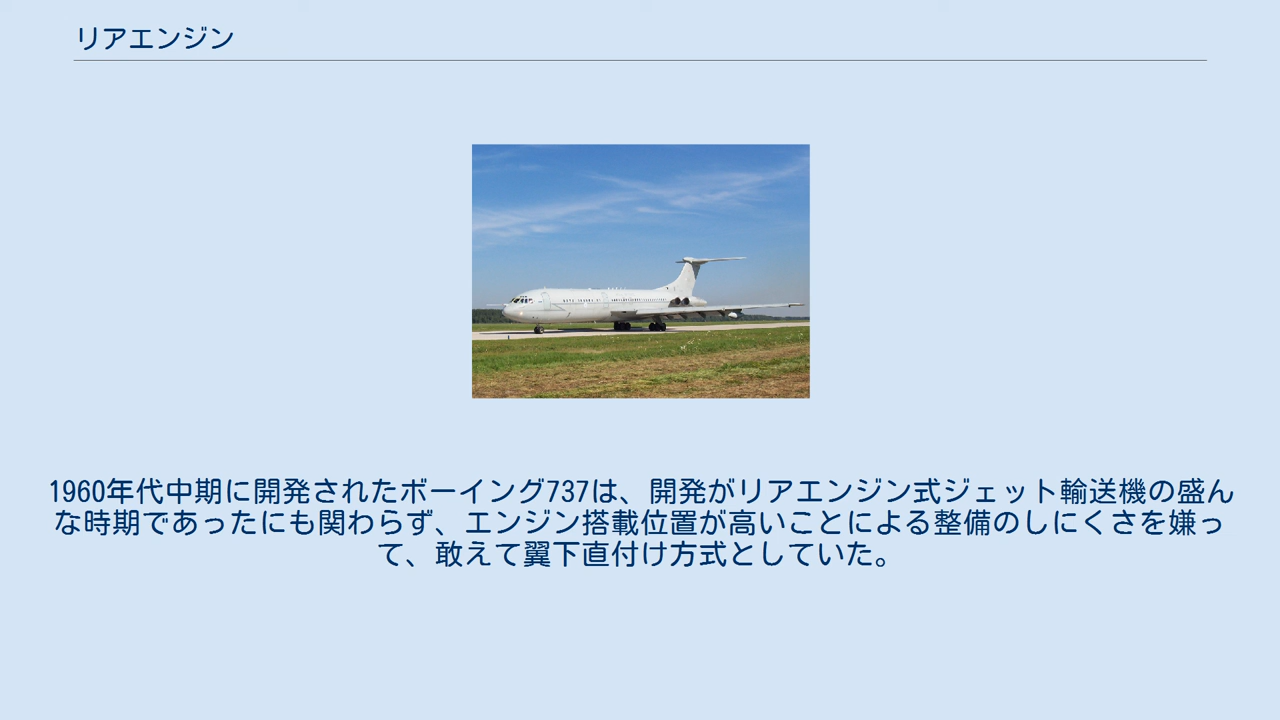 リアエンジン
1960年代中期に開発されたボーイング737は、開発がリアエンジン式ジェット輸送機の盛ん
な時期であったにも関わらず、エンジン搭載位置が高いことによる整備のしにくさを嫌っ
て、敢えて翼下直付け方式としていた。